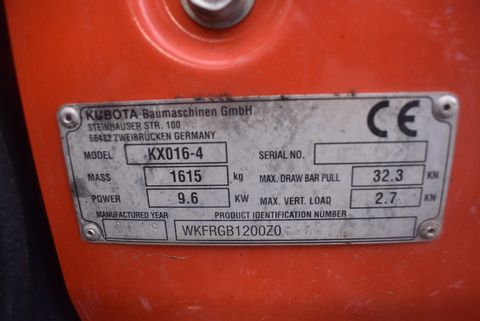 KUBOTA Baumaschinen GmbH
STEINHAUSER STR. 100
66482 ZWEIBRÜCKEN GERMANY
CE
MODEL KX016-4 SERIAL NO.
MASS 1615 kg MAX. DRAW BAR PULL 32.3 KN
POWER 9.6 KW MAX. VERT. LOAD 2.7 KN
MANUFACTURED YEAR PRODUCT IDENTIFICATION NUMBER
2018 WKFRGB1200Z0